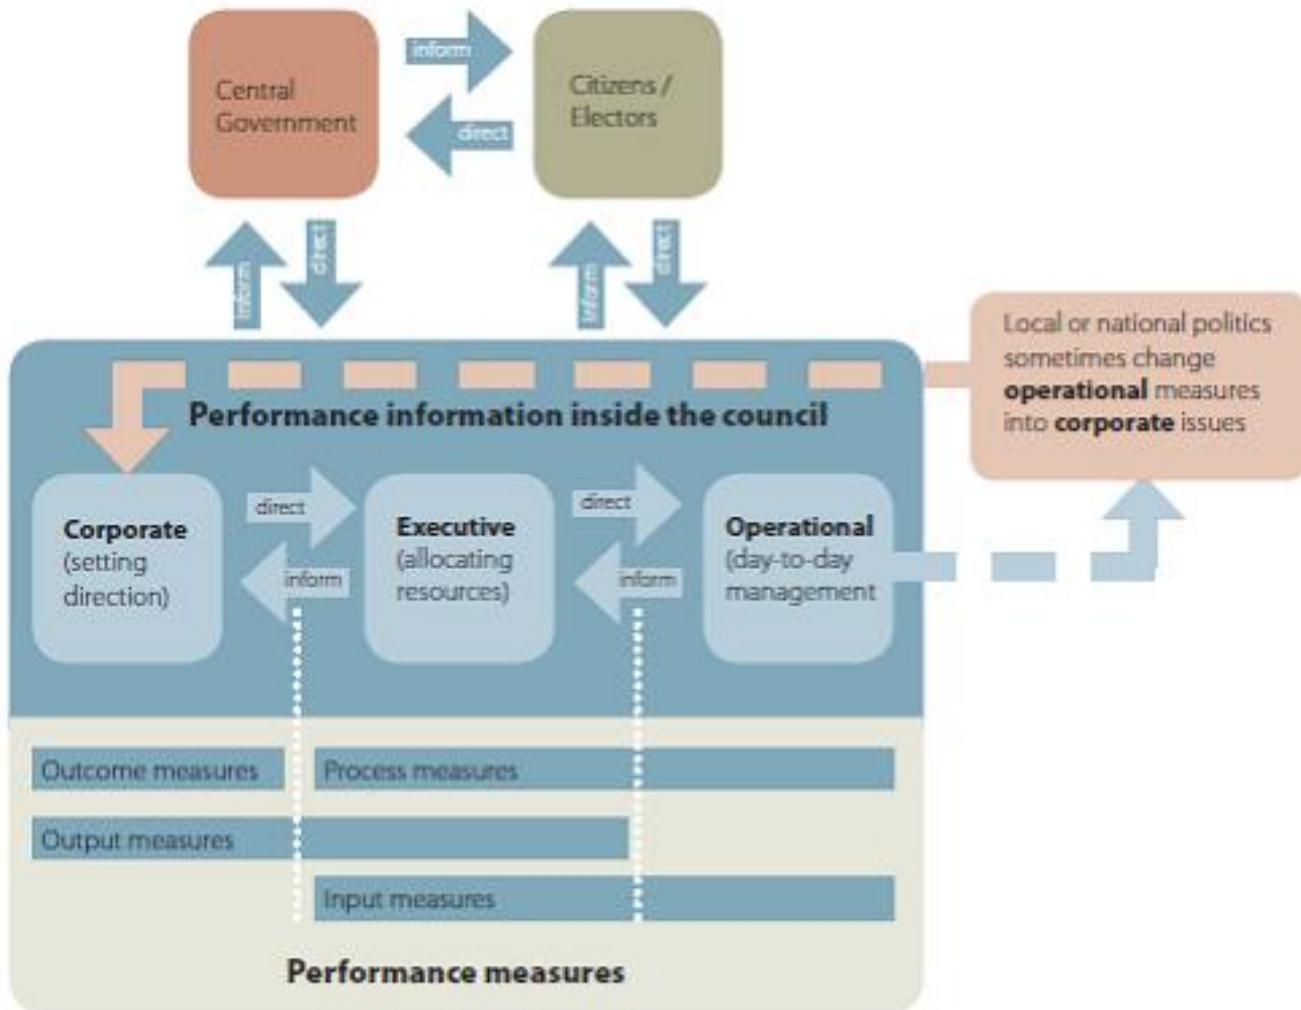 Central
Government
inform
direct
Citizens /
Electors
inform
direct
inform
direct
Local or national politics
sometimes change
operational measures
into corporate issues
Performance information inside the council
Corporate
(setting
direction)
direct
inform
Executive
(allocating
resources)
direct
inform
Operational
(day-to-day
management
Outcome measures
Process measures
Output measures
Input measures
Performance measures